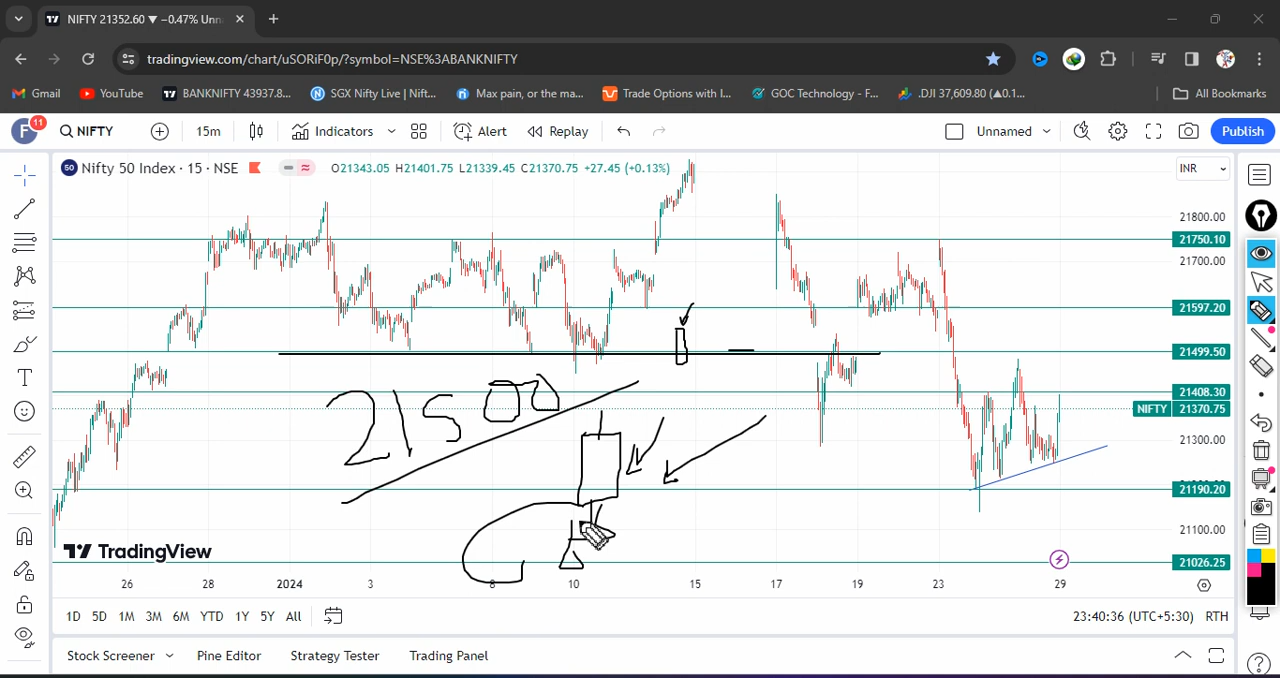 NIFTY 21352.60 ▼ −0.47% Unn
tradingview.com/chart/uSORiF0p/?symbol=NSE%3ABANKNIFTY
Gmail YouTube BANKNIFTY 43937.8... SGX Nifty Live | Nift... Max pain, or the ma... Trade Options with I... GOC Technology - F... .DJI 37,609.80 (▲0.1... All Bookmarks
F 11 NIFTY 15m Indicators Alert Replay Unnamed Publish
50 Nifty 50 Index · 15 · NSE O21343.05 H21401.75 L21339.45 C21370.75 +27.45 (+0.13%) INR
21800.00
21750.10
21700.00
21597.20
21499.50
21408.30
NIFTY 21370.75
21500
21300.00
21190.20
21100.00
TradingView
21026.25
26 28 2024 3 5 8 10 15 17 19 23 29
1D 5D 1M 3M 6M YTD 1Y 5Y All 23:40:36 (UTC+5:30) RTH
Stock Screener Pine Editor Strategy Tester Trading Panel